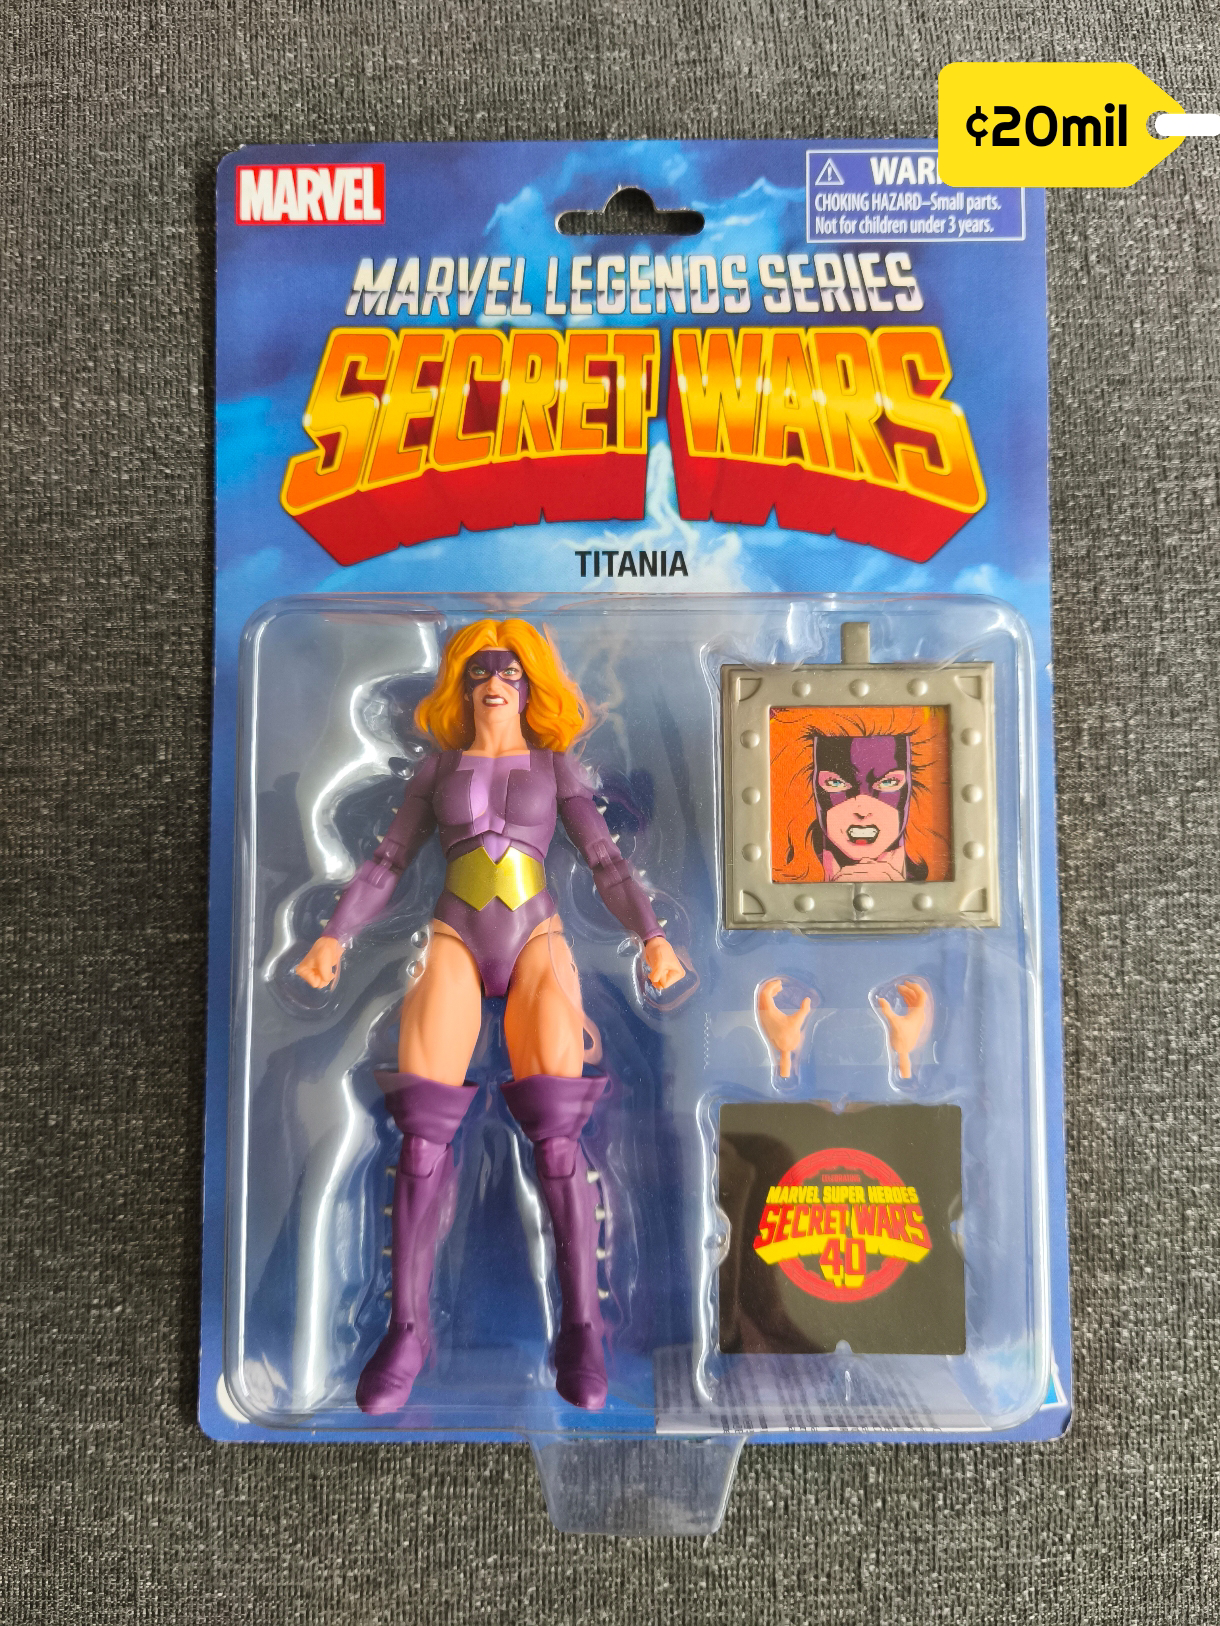 ¢20mil
MARVEL
CHOKING HAZARD–Small parts.
Not for children under 3 years.
MARVEL LEGENDS SERIES
SECRET WARS
TITANIA
MARVEL SUPER HEROES
SECRET WARS
40